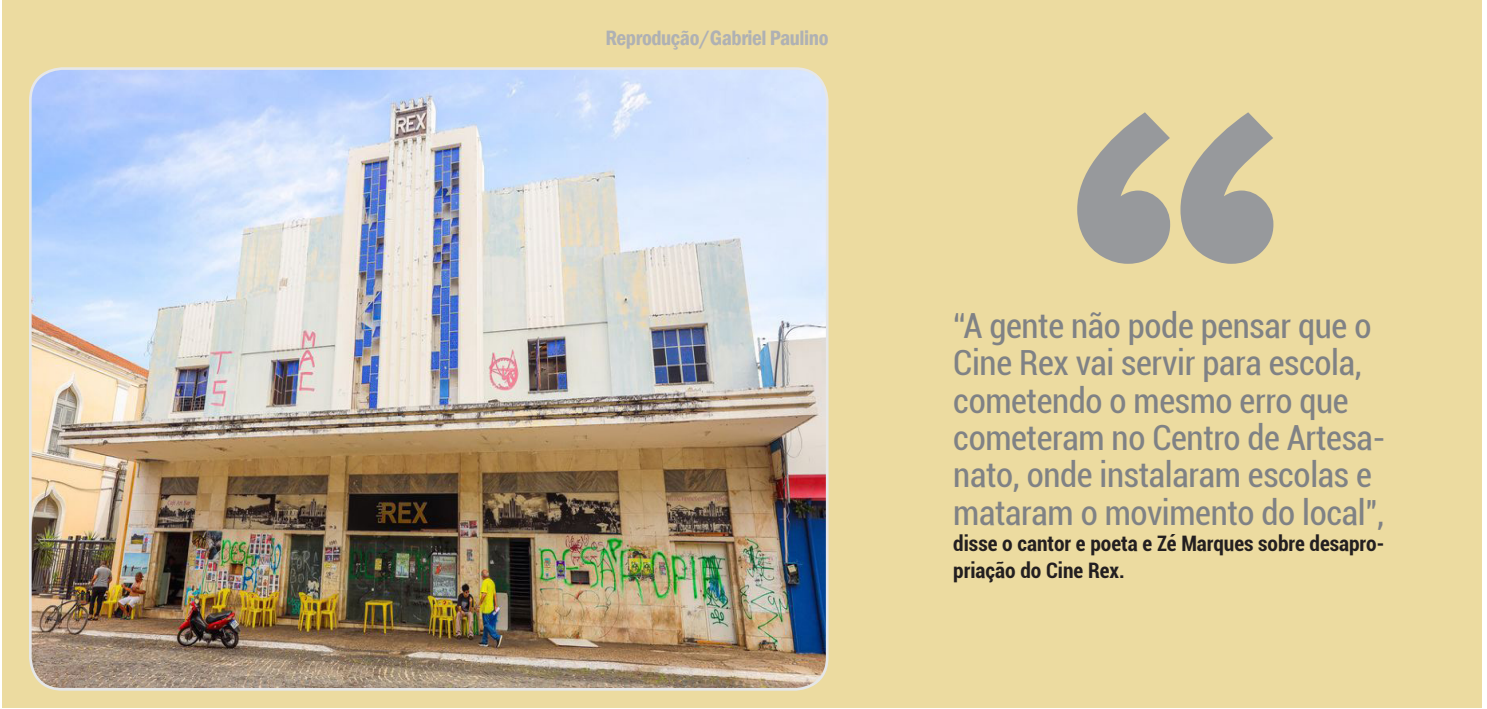 Reprodução/Gabriel Paulino
REX
T
S
M
A
C
REX
DESAPROPIA
“
“A gente não pode pensar que o
Cine Rex vai servir para escola,
cometendo o mesmo erro que
cometeram no Centro de Artesa-
nato, onde instalaram escolas e
mataram o movimento do local”,
disse o cantor e poeta e Zé Marques sobre desapro-
priação do Cine Rex.